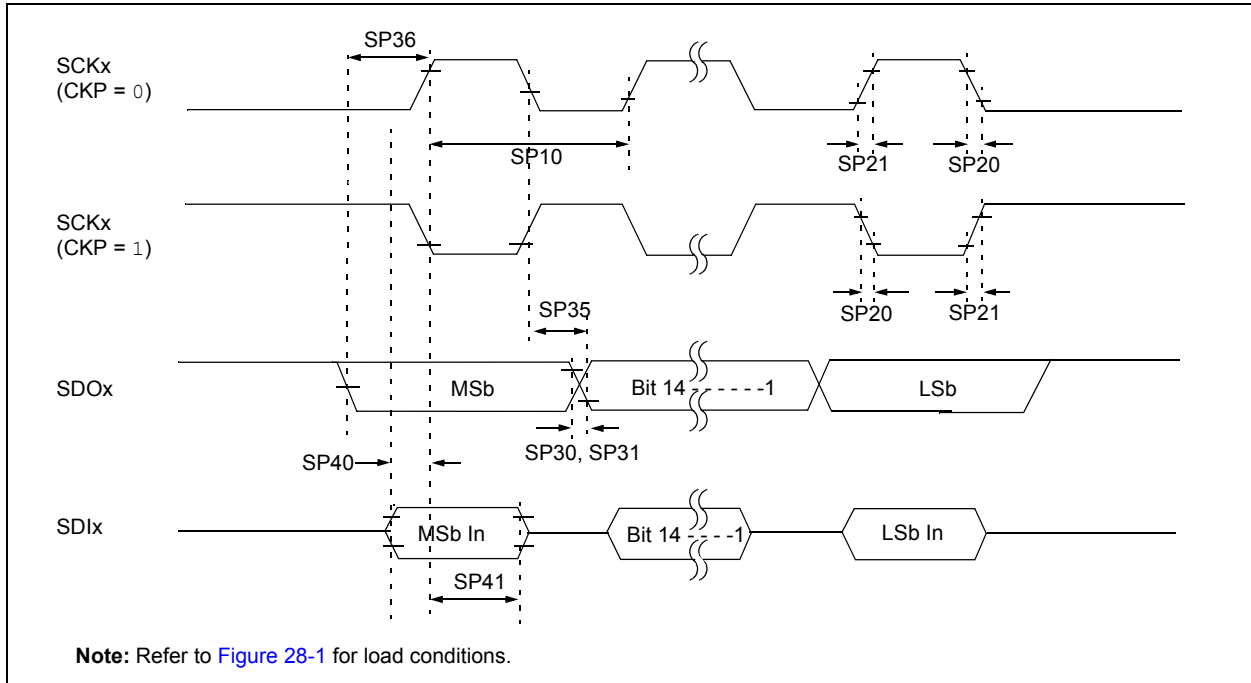 SP36
SCKx
(CKP = 0)
SP10
SP21
SP20
SCKx
(CKP = 1)
SP35
SP20
SP21
SDOx
MSb
Bit 14 - - - - - -1
LSb
SP30, SP31
SP40
SDIx
MSb In
Bit 14 - - - -1
LSb In
SP41
Note: Refer to Figure 28-1 for load conditions.